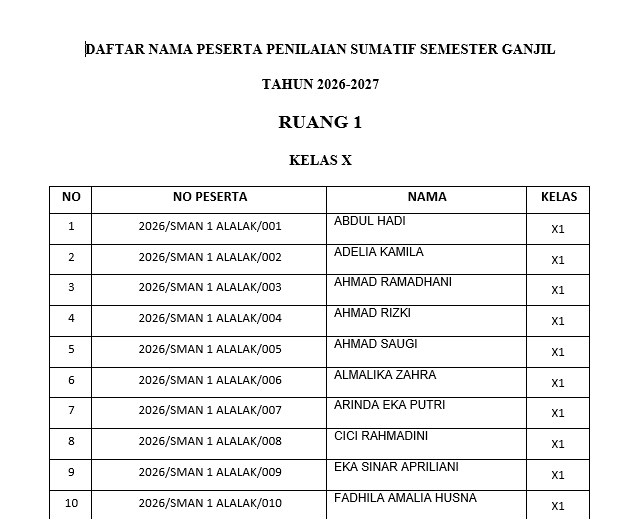 DAFTAR NAMA PESERTA PENILAIAN SUMATIF SEMESTER GANJIL
TAHUN 2026-2027
RUANG 1
KELAS X
NO NO PESERTA NAMA KELAS
1 2026/SMAN 1 ALALAK/001 ABDUL HADI X1
2 2026/SMAN 1 ALALAK/002 ADELIA KAMILA X1
3 2026/SMAN 1 ALALAK/003 AHMAD RAMADHANI X1
4 2026/SMAN 1 ALALAK/004 AHMAD RIZKI X1
5 2026/SMAN 1 ALALAK/005 AHMAD SAUGI X1
6 2026/SMAN 1 ALALAK/006 ALMALIKA ZAHRA X1
7 2026/SMAN 1 ALALAK/007 ARINDA EKA PUTRI X1
8 2026/SMAN 1 ALALAK/008 CICI RAHMADINI X1
9 2026/SMAN 1 ALALAK/009 EKA SINAR APRILIANI X1
10 2026/SMAN 1 ALALAK/010 FADHILA AMALIA HUSNA X1